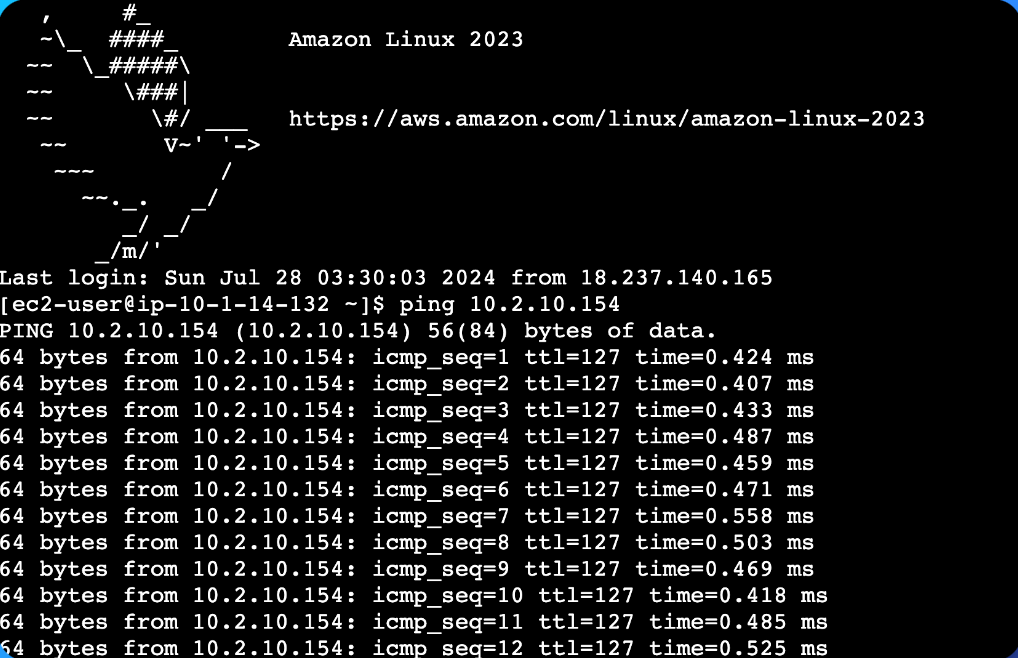 ,     #_
   ~\_  ####_        Amazon Linux 2023
  ~~  \_#####\
  ~~     \###|
  ~~       \#/ ___   https://aws.amazon.com/linux/amazon-linux-2023
   ~~       V~' '->
    ~~~         /
      ~~._.   _/
         _/ _/
       _/m/'
Last login: Sun Jul 28 03:30:03 2024 from 18.237.140.165
[ec2-user@ip-10-1-14-132 ~]$ ping 10.2.10.154
PING 10.2.10.154 (10.2.10.154) 56(84) bytes of data.
64 bytes from 10.2.10.154: icmp_seq=1 ttl=127 time=0.424 ms
64 bytes from 10.2.10.154: icmp_seq=2 ttl=127 time=0.407 ms
64 bytes from 10.2.10.154: icmp_seq=3 ttl=127 time=0.433 ms
64 bytes from 10.2.10.154: icmp_seq=4 ttl=127 time=0.487 ms
64 bytes from 10.2.10.154: icmp_seq=5 ttl=127 time=0.459 ms
64 bytes from 10.2.10.154: icmp_seq=6 ttl=127 time=0.471 ms
64 bytes from 10.2.10.154: icmp_seq=7 ttl=127 time=0.558 ms
64 bytes from 10.2.10.154: icmp_seq=8 ttl=127 time=0.503 ms
64 bytes from 10.2.10.154: icmp_seq=9 ttl=127 time=0.469 ms
64 bytes from 10.2.10.154: icmp_seq=10 ttl=127 time=0.418 ms
64 bytes from 10.2.10.154: icmp_seq=11 ttl=127 time=0.485 ms
64 bytes from 10.2.10.154: icmp_seq=12 ttl=127 time=0.525 ms